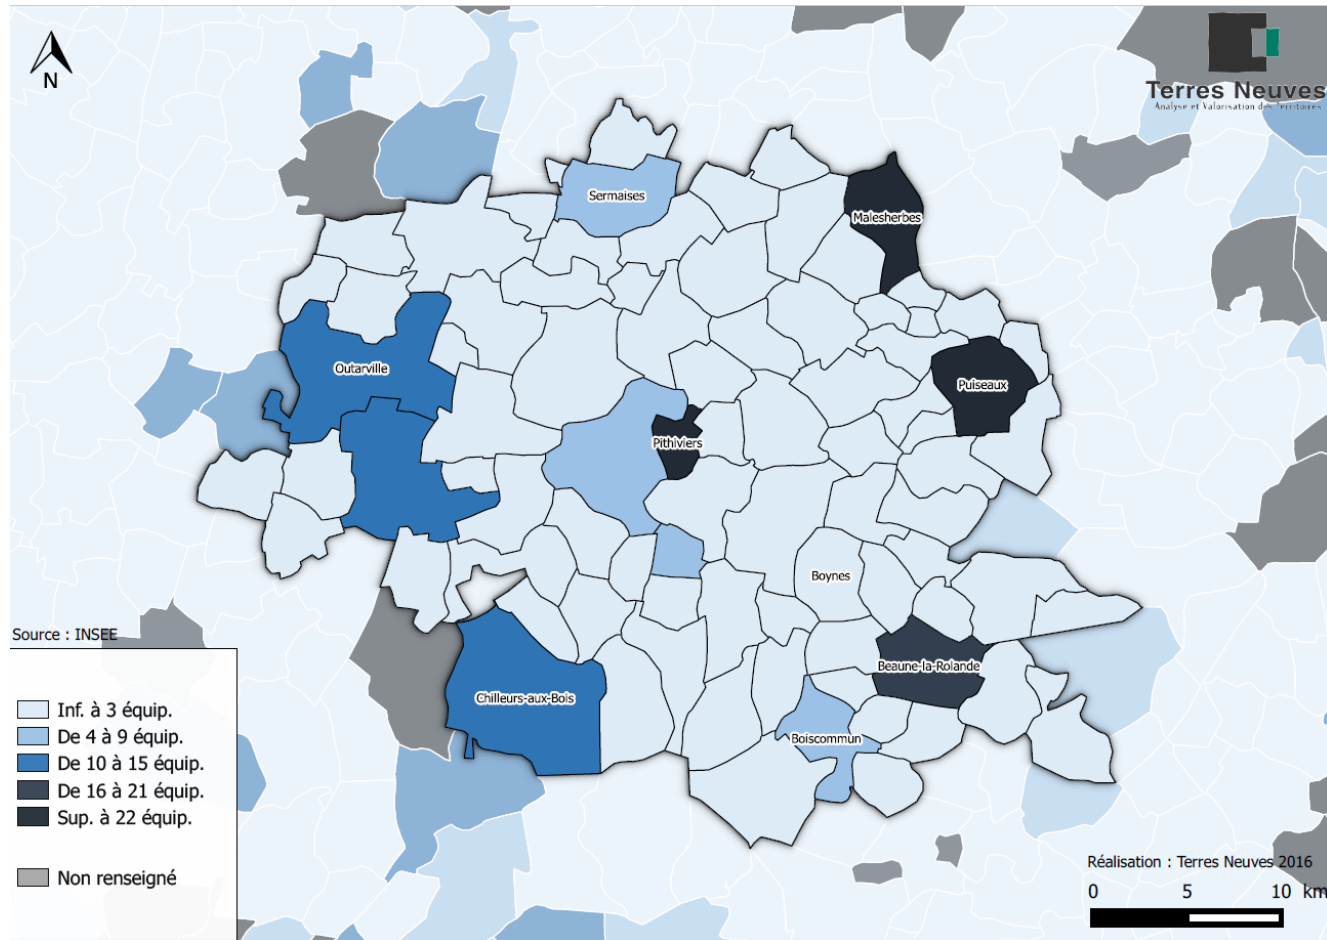 N
Terres Neuves
Analyse et Valorisation des Territoires
Sermaises
Malesherbes
Outarville
Puiseaux
Pithiviers
Boynes
Source : INSEE
Beaune-la-Rolande
Chilleurs-aux-Bois
Inf. à 3 équip.
De 4 à 9 équip.
Boiscommun
De 10 à 15 équip.
De 16 à 21 équip.
Sup. à 22 équip.
Réalisation : Terres Neuves 2016
Non renseigné
0 5 10 km